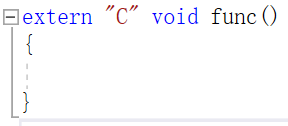 extern "C" void func()
{
}